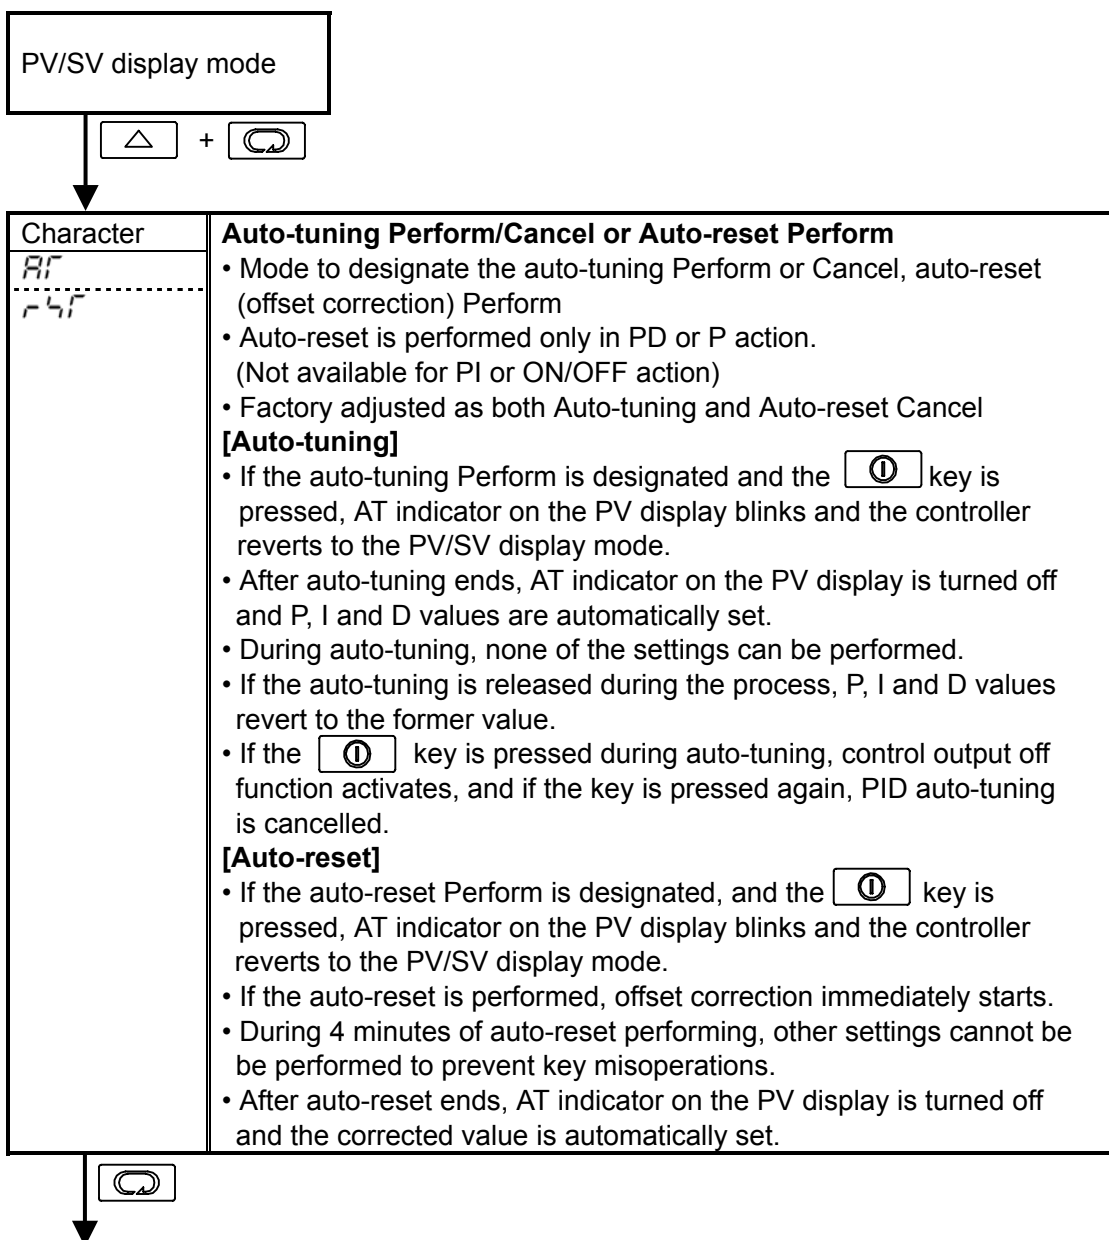 PV/SV display mode
+
Character
Auto-tuning Perform/Cancel or Auto-reset Perform
AT
• Mode to designate the auto-tuning Perform or Cancel, auto-reset
(offset correction) Perform
rST
• Auto-reset is performed only in PD or P action.
(Not available for PI or ON/OFF action)
• Factory adjusted as both Auto-tuning and Auto-reset Cancel
[Auto-tuning]
• If the auto-tuning Perform is designated and the key is
pressed, AT indicator on the PV display blinks and the controller
reverts to the PV/SV display mode.
• After auto-tuning ends, AT indicator on the PV display is turned off
and P, I and D values are automatically set.
• During auto-tuning, none of the settings can be performed.
• If the auto-tuning is released during the process, P, I and D values
revert to the former value.
• If the key is pressed during auto-tuning, control output off
function activates, and if the key is pressed again, PID auto-tuning
is cancelled.
[Auto-reset]
• If the auto-reset Perform is designated, and the key is
pressed, AT indicator on the PV display blinks and the controller
reverts to the PV/SV display mode.
• If the auto-reset is performed, offset correction immediately starts.
• During 4 minutes of auto-reset performing, other settings cannot be
be performed to prevent key misoperations.
• After auto-reset ends, AT indicator on the PV display is turned off
and the corrected value is automatically set.